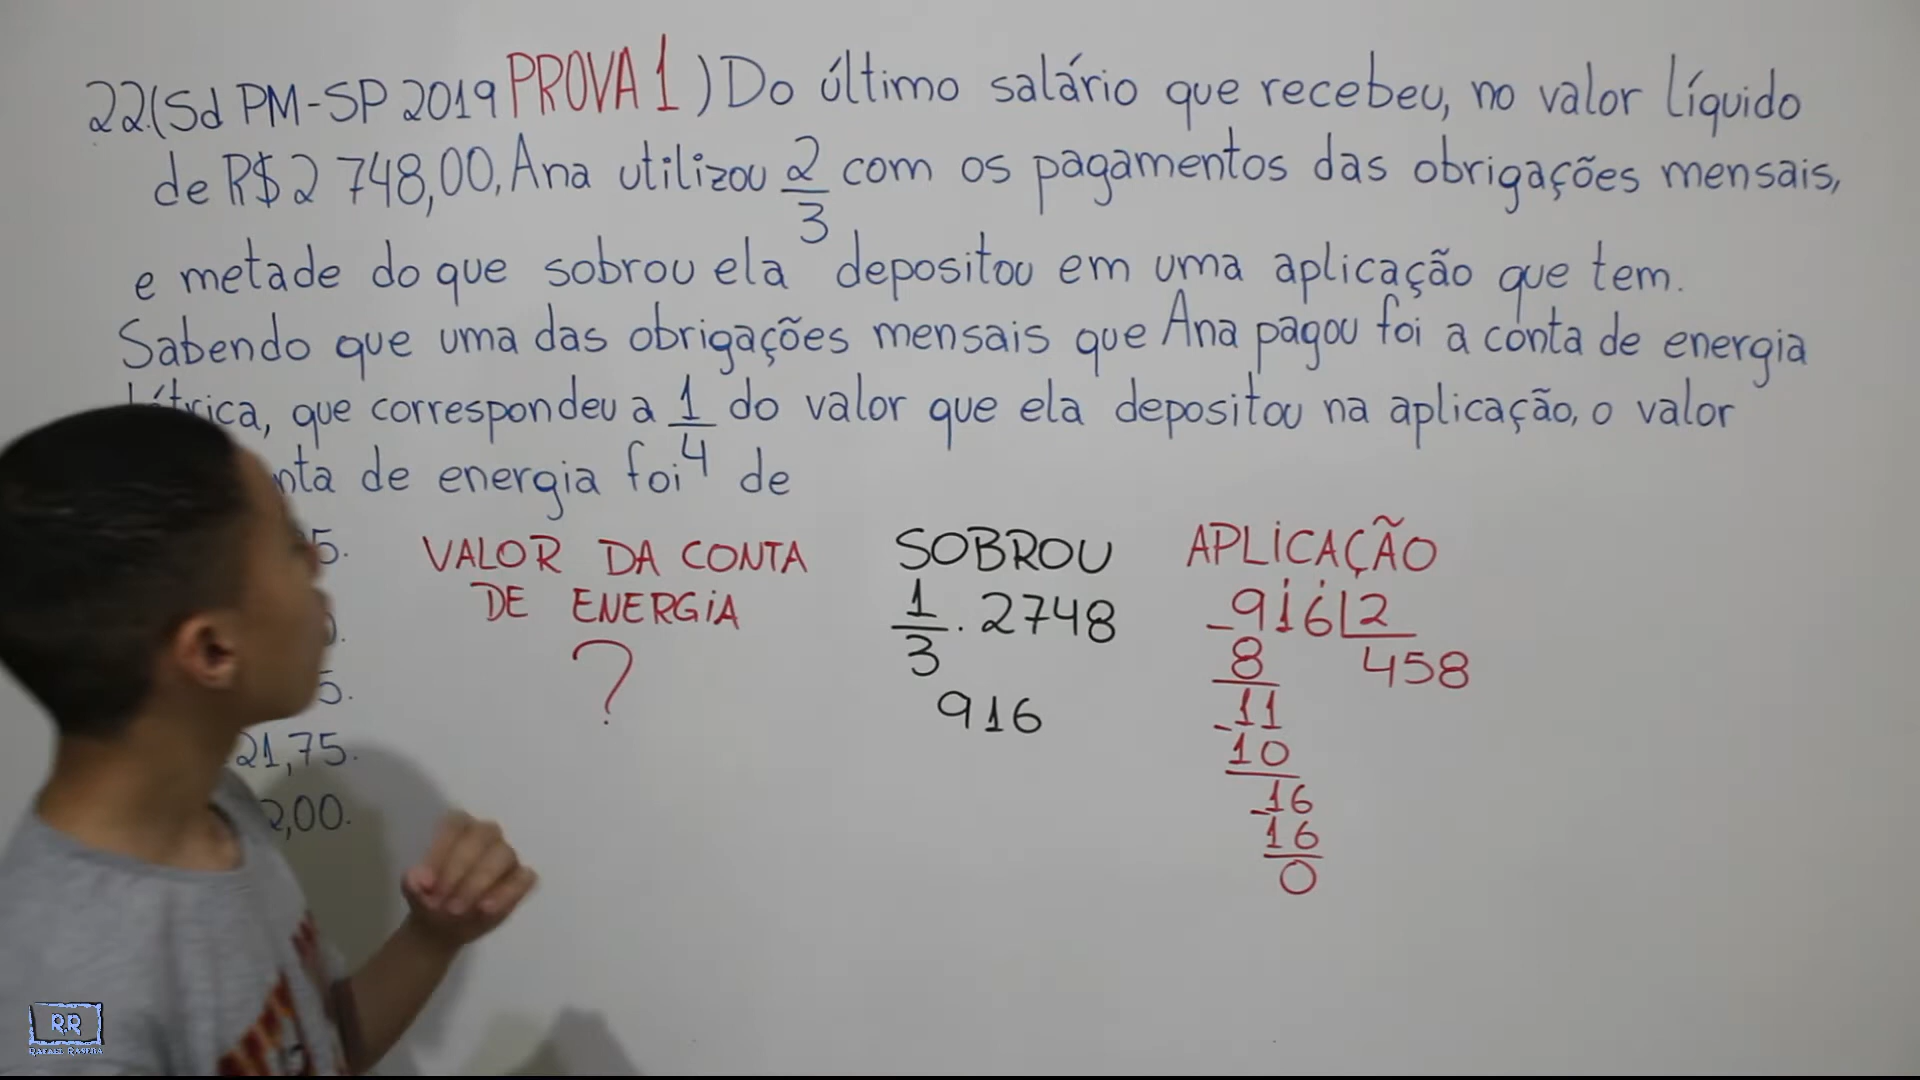 22.(Sd PM-SP 2019 PROVA 1) Do último salário que recebeu, no valor líquido
de R$ 2 748,00, Ana utilizou 2/3 com os pagamentos das obrigações mensais,
e metade do que sobrou ela depositou em uma aplicação que tem.
Sabendo que uma das obrigações mensais que Ana pagou foi a conta de energia
que correspondeu a 1/4 do valor que ela depositou na aplicação, o valor
de energia foi de
VALOR DA CONTA
DE ENERGIA
?
21,75.
2,00.
SOBROU
1/3 . 2748
916
APLICAÇÃO
-916 2
8 458
-11
10
-16
16
0
RR
RAFAEL RASERA